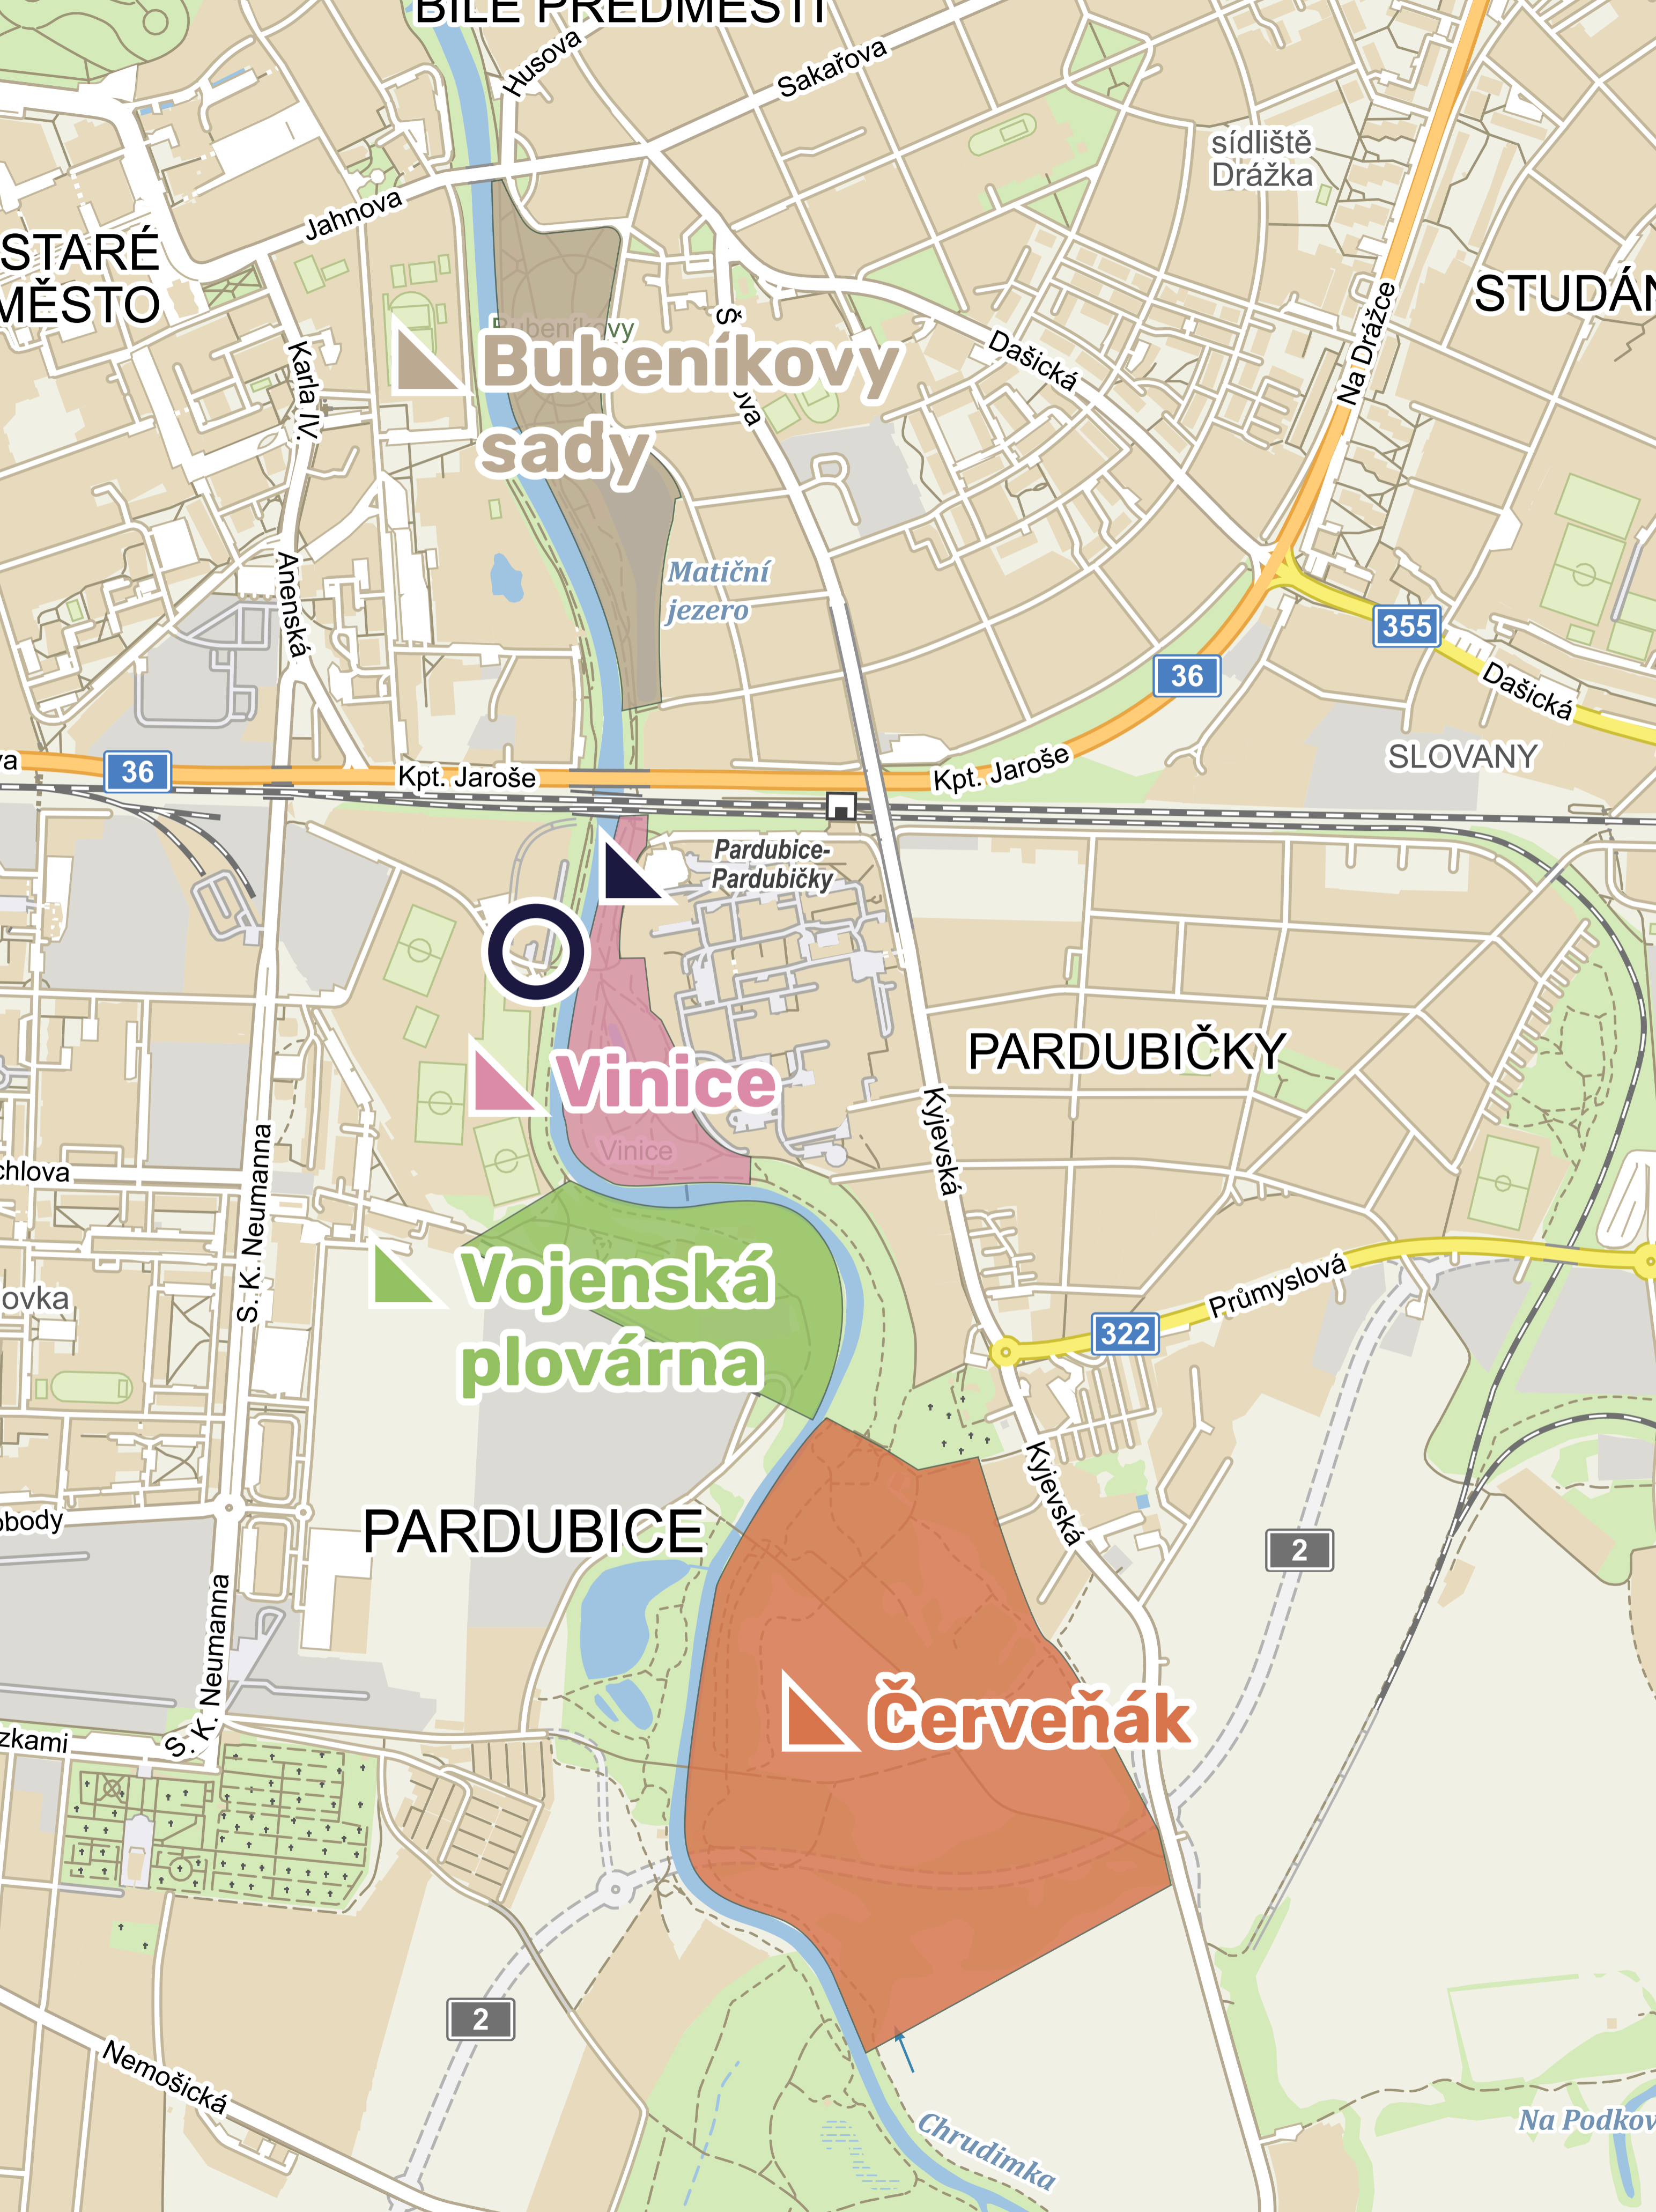 BÍLÉ PŘEDMĚSTÍ
Husova
Sakařova
sídliště
Drážka
Jahnova
STARÉ
MĚSTO
STUDÁN
Na Drážce
Karla IV.
Dašická
Bubeníkovy
Bubeníkovy
sady
Anenská
Matiční
jezero
355
36
Dašická
SLOVANY
36
Kpt. Jaroše
Kpt. Jaroše
Pardubice-
Pardubičky
PARDUBIČKY
Vinice
Vinice
Kyjevská
chlova
S. K. Neumanna
Vojenská
plovárna
ovka
Průmyslová
322
Kyjevská
PARDUBICE
obody
2
S. K. Neumanna
Červeňák
zkami
2
Nemošická
Chrudimka
Na Podkov